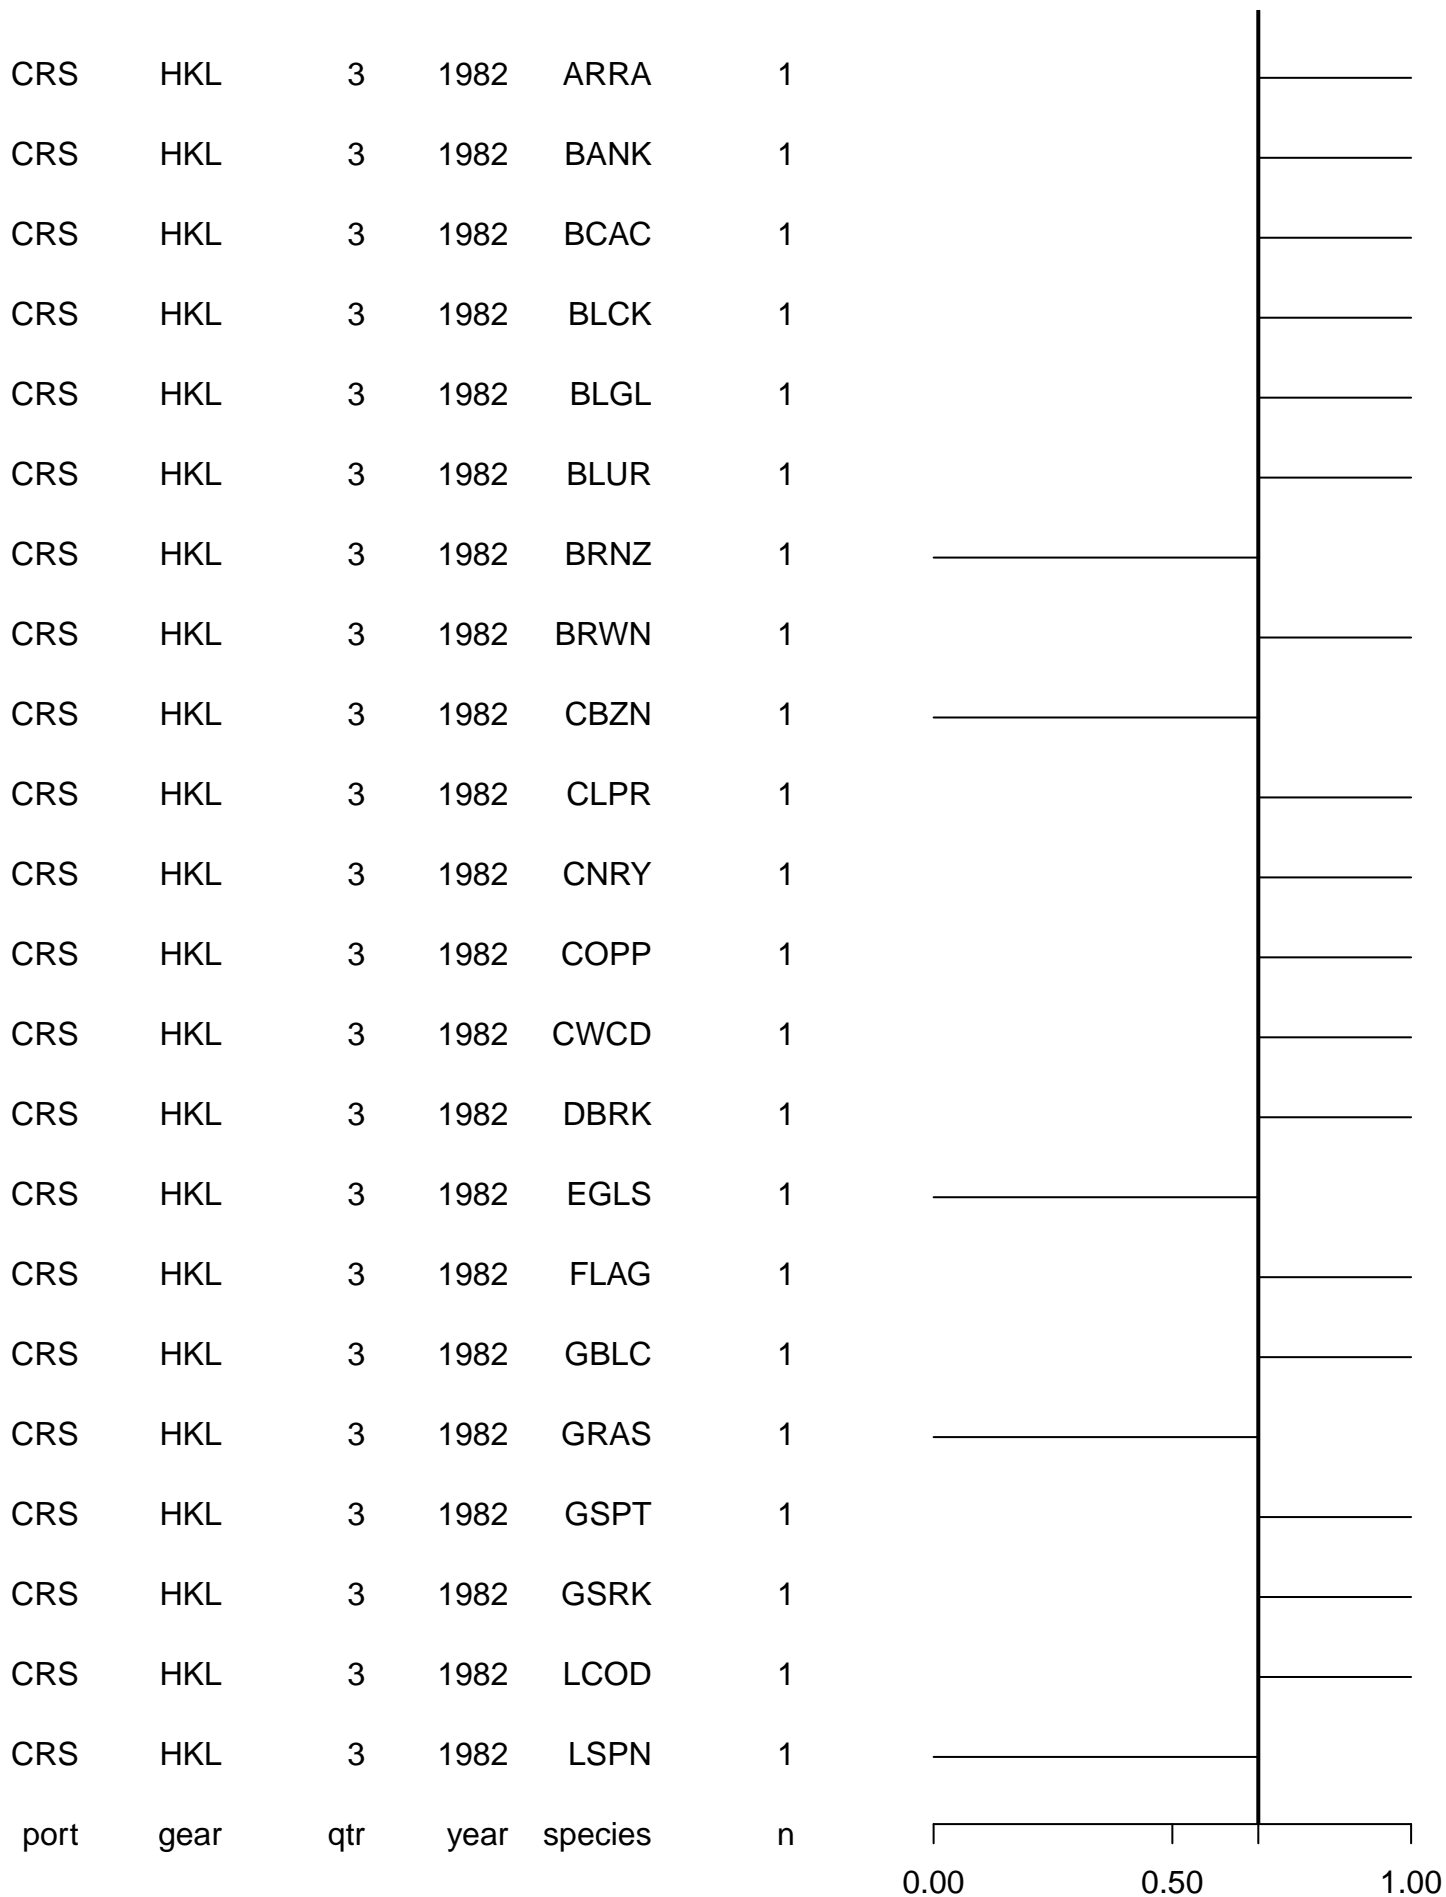 CRS HKL 3 1982 ARRA 1
CRS HKL 3 1982 BANK 1
CRS HKL 3 1982 BCAC 1
CRS HKL 3 1982 BLCK 1
CRS HKL 3 1982 BLGL 1
CRS HKL 3 1982 BLUR 1
CRS HKL 3 1982 BRNZ 1
CRS HKL 3 1982 BRWN 1
CRS HKL 3 1982 CBZN 1
CRS HKL 3 1982 CLPR 1
CRS HKL 3 1982 CNRY 1
CRS HKL 3 1982 COPP 1
CRS HKL 3 1982 CWCD 1
CRS HKL 3 1982 DBRK 1
CRS HKL 3 1982 EGLS 1
CRS HKL 3 1982 FLAG 1
CRS HKL 3 1982 GBLC 1
CRS HKL 3 1982 GRAS 1
CRS HKL 3 1982 GSPT 1
CRS HKL 3 1982 GSRK 1
CRS HKL 3 1982 LCOD 1
CRS HKL 3 1982 LSPN 1
port gear qtr year species n
0.00 0.50 1.00